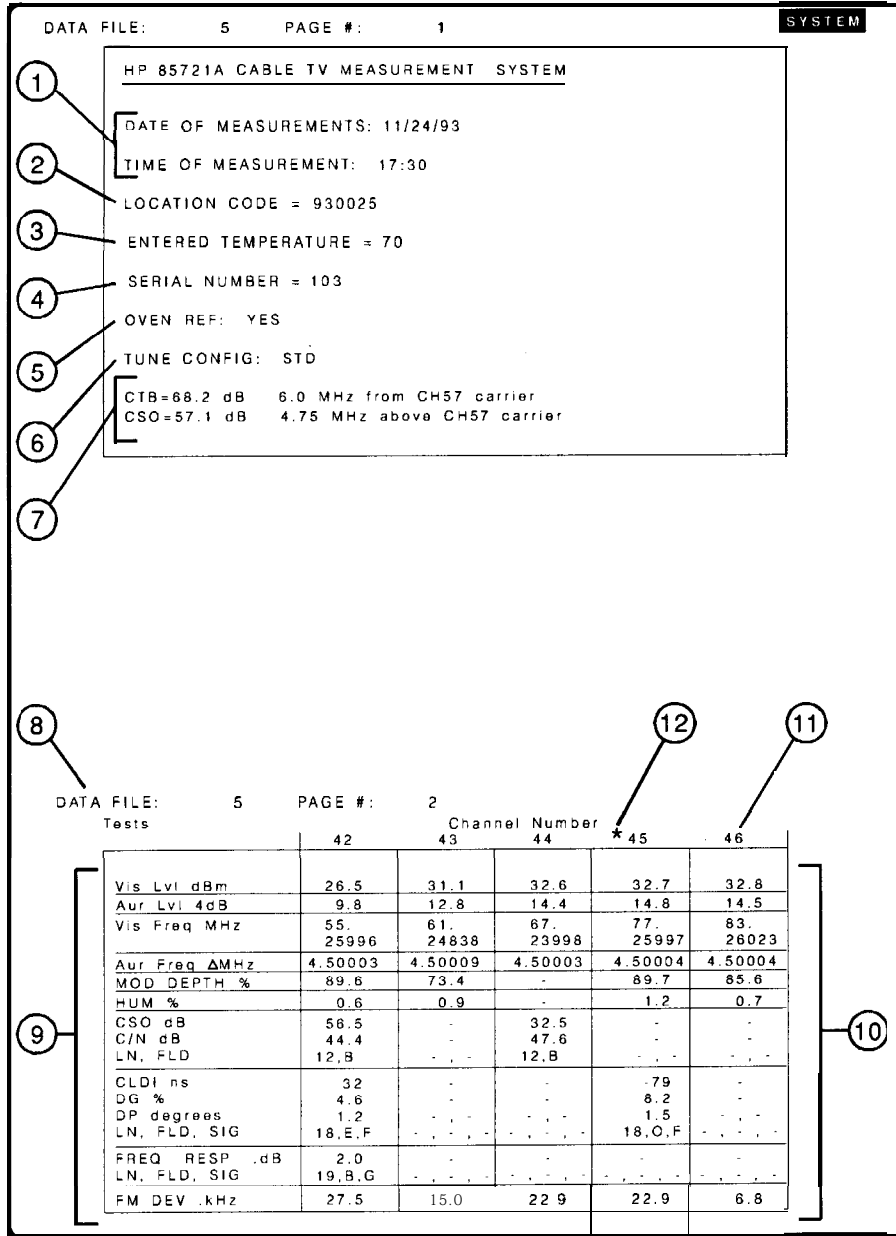 DATA FILE: 5 PAGE #: 1
SYSTEM
HP 85721A CABLE TV MEASUREMENT SYSTEM
1
DATE OF MEASUREMENTS: 11/24/93
TIME OF MEASUREMENT: 17:30
2
LOCATION CODE = 930025
3
ENTERED TEMPERATURE = 70
4
SERIAL NUMBER = 103
OVEN REF: YES
5
TUNE CONFIG: STD
CTB=68.2 dB 6.0 MHz from CH57 carrier
CSO=57.1 dB 4.75 MHz above CH57 carrier
6
7
8
12
11
DATA FILE: 5 PAGE #: 2
Tests Channel Number
42 43 44 *45 46
Vis Lvl dBm 26.5 31.1 32.6 32.7 32.8
Aur Lvl 4dB 9.8 12.8 14.4 14.8 14.5
Vis Freq MHz 55. 61. 67. 77. 83.
25996 24838 23998 25997 26023
Aur Freq ΔMHz 4.50003 4.50009 4.50003 4.50004 4.50004
MOD DEPTH % 89.6 73.4 - 89.7 85.6
HUM % 0.6 0.9 - 1.2 0.7
CSO dB 56.5 - 32.5 - -
C/N dB 44.4 - 47.6 - -
LN, FLD 12,B -,- 12,B -,- -,-
9
10
CLDI ns 32 - - -79 -
DG % 4.6 - - 8.2 -
DP degrees 1.2 -,- -,- 1.5 -,-
LN, FLD, SIG 18,E,F -,-,- -,-,- 18,O,F -,-,-
FREQ RESP .dB 2.0 - - - -
LN, FLD, SIG 19,B,G -,-,- -,-,- -,-,- -,-,-
FM DEV .kHz 27.5 15.0 22 9 22.9 6.8